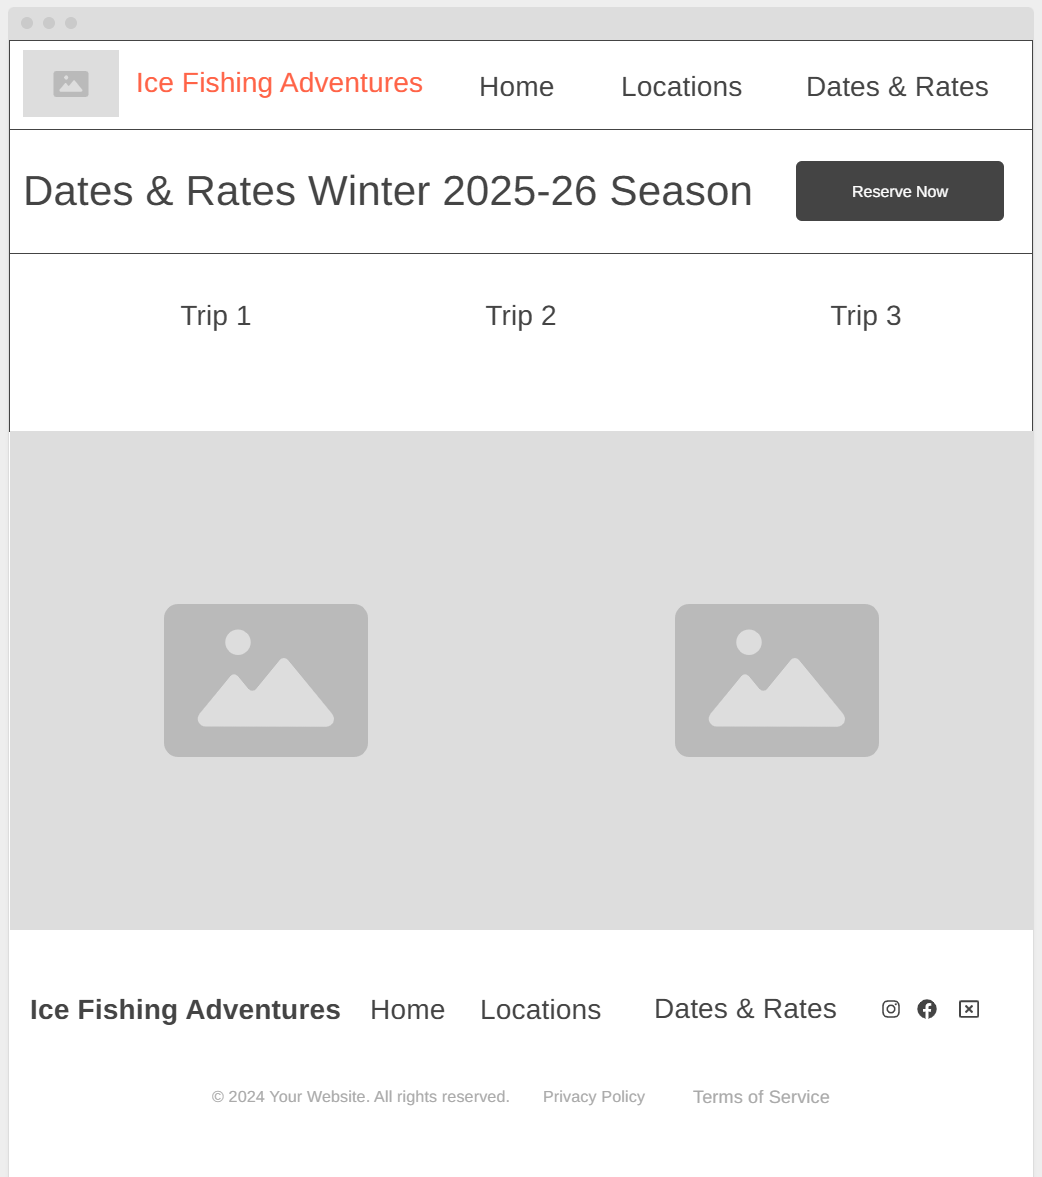 Ice Fishing Adventures Home Locations Dates & Rates
Dates & Rates Winter 2025-26 Season Reserve Now
Trip 1 Trip 2 Trip 3
Ice Fishing Adventures Home Locations Dates & Rates
© 2024 Your Website. All rights reserved. Privacy Policy Terms of Service